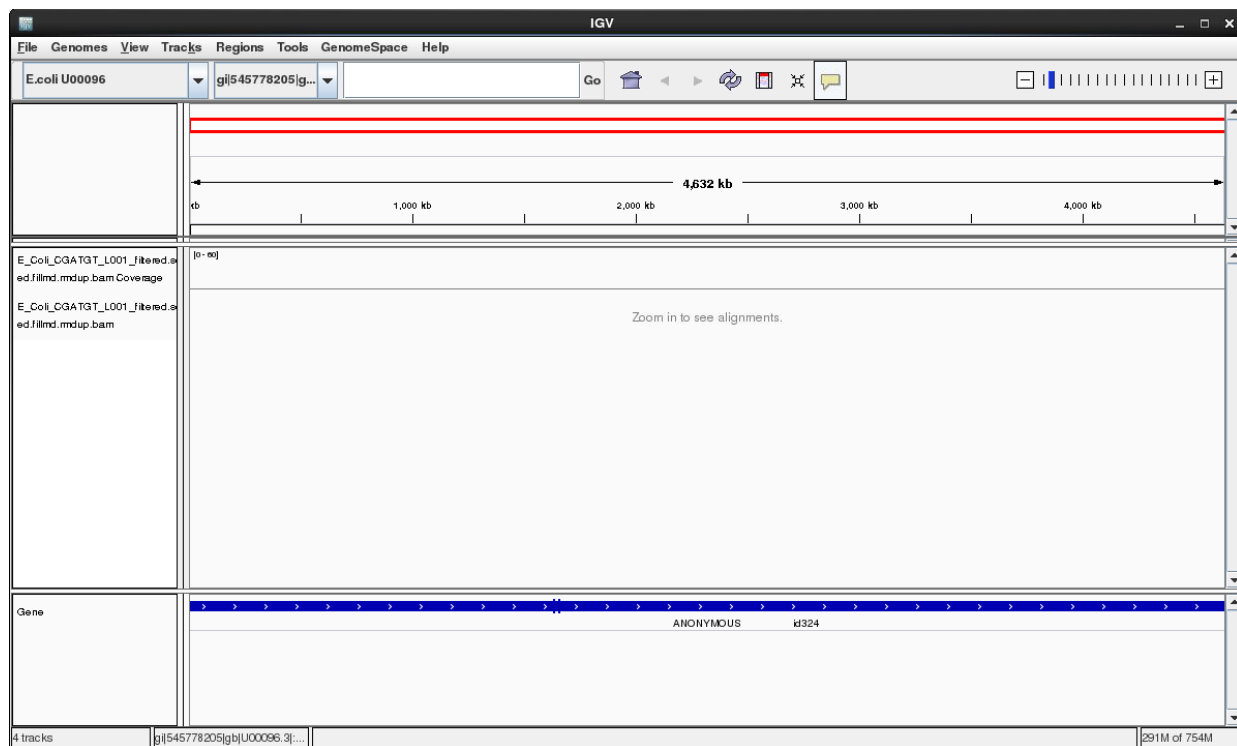 IGV
File Genomes View Tracks Regions Tools GenomeSpace Help
E.coli U00096 gi|545778205|g... Go
4,632 kb
kb 1,000 kb 2,000 kb 3,000 kb 4,000 kb
E_Coli_CGATGT_L001_filtered.s
ed.fillmd.rmdup.bam Coverage
[0 - 60]
E_Coli_CGATGT_L001_filtered.s
ed.fillmd.rmdup.bam
Zoom in to see alignments.
Gene
ANONYMOUS id324
4 tracks gi|545778205|gb|U00096.3|:... 291M of 754M